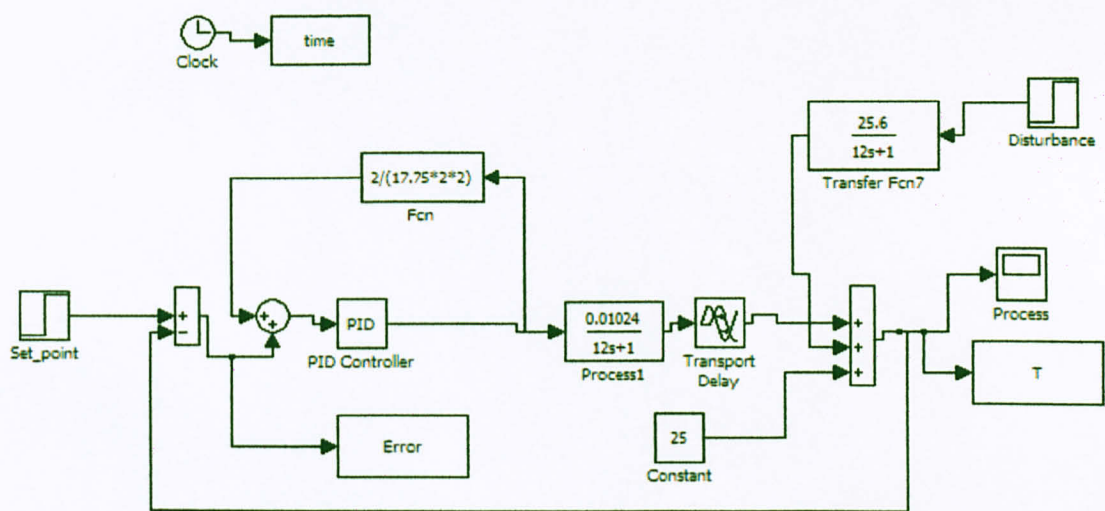 time
Clock
25.6
12s+1
Transfer Fcn7
Disturbance
2/(17.75*2*2)
Fcn
Set_point
+
−
+
+
PID
PID Controller
0.01024
12s+1
Process1
Transport
Delay
+
+
+
Process
T
Error
25
Constant